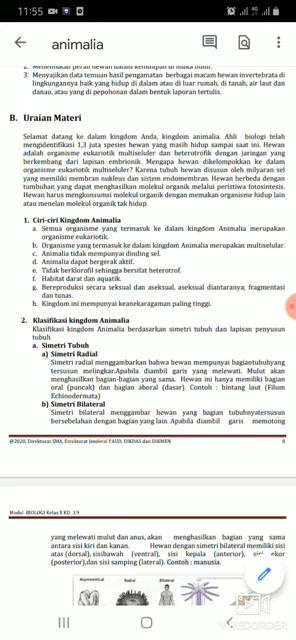 11:55
4G
animalia
3. Menyajikan data temuan hasil pengamatan berbagai macam hewan invertebrata di
lingkungannya baik yang hidup di dalam atau di luar rumah, di tanah, air laut dan
danau, atau yang di pepohonan dalam bentuk laporan tertulis.
B. Uraian Materi
Selamat datang ke dalam kingdom Anda, kingdom animalia. Ahli biologi telah
mengidentifikasi 1,3 juta spesies hewan yang masih hidup sampai saat ini. Hewan
adalah organisme eukariotik multiseluler dan heterotrofik dengan jaringan yang
berkembang dari lapisan embrionik. Mengapa hewan dikelompokkan ke dalam
organisme eukariotik multiseluler? Karena tubuh hewan disusun oleh milyaran sel
yang memiliki membran nukleus dan sistem endomembran. Hewan berbeda dengan
tumbuhan yang dapat menghasilkan molekul organik melalui peristiwa fotosintesis.
Hewan harus mengkonsumsi molekul organik dengan memakan organisme hidup lain
atau menelan molekul organik tak hidup.
1. Ciri-ciri Kingdom Animalia
a. Semua organisme yang termasuk ke dalam kingdom Animalia merupakan
organisme eukariotik.
b. Organisme yang termasuk ke dalam kingdom Animalia merupakan multiselular.
c. Animalia tidak mempunyai dinding sel.
d. Animalia dapat bergerak aktif.
e. Tidak berklorofil sehingga bersifat heterotrof.
f. Habitat darat dan aquatik.
g. Bereproduksi secara seksual dan aseksual, aseksual diantaranya; fragmentasi
dan tunas.
h. Kingdom ini mempunyai keanekaragaman paling tinggi.
2. Klasifikasi kingdom Animalia
Klasifikasi kingdom Animalia berdasarkan simetri tubuh dan lapisan penyusun
tubuh
a. Simetri Tubuh
a) Simetri Radial
Simetri radial menggambarkan bahwa hewan mempunyai bagiantubuhyang
tersusun melingkar.Apabila diambil garis yang melewati. Mulut akan
menghasilkan bagian-bagian yang sama. Hewan ini hanya memiliki bagian
oral (puncak) dan bagian aboral (dasar). Contoh : bintang laut (Filum
Echinodermata)
b) Simetri Bilateral
Simetri bilateral menggambar hewan yang bagian tubuhnyatersusun
bersebelahan dengan bagian yang lain. Apabila diambil garis memotong
@2020, Direktorat SMA, Direktorat Jenderal PAUD, DIKDAS dan DIKMEN 8
Modul BIOLOGI Kelas X KD 3.9
yang melewati mulut dan anus, akan menghasilkan bagian yang sama
antara sisi kiri dan kanan. Hewan dengan simetri bilateral memiliki sisi
atas (dorsal), sisibawah (ventral), sisi kepala (anterior), sisi ekor
(posterior),dan sisi samping (lateral). Contoh : manusia.
Asymmetrical Radial Bilateral
RECORDER